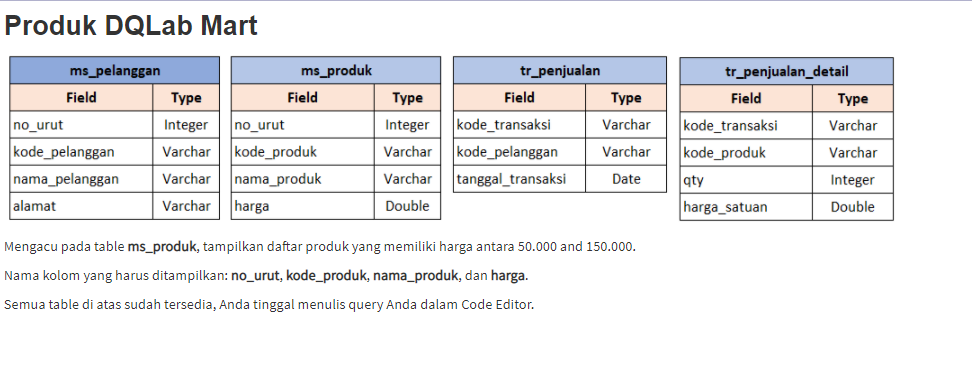 Produk DQLab Mart
ms_pelanggan
Field Type
no_urut Integer
kode_pelanggan Varchar
nama_pelanggan Varchar
alamat Varchar
ms_produk
Field Type
no_urut Integer
kode_produk Varchar
nama_produk Varchar
harga Double
tr_penjualan
Field Type
kode_transaksi Varchar
kode_pelanggan Varchar
tanggal_transaksi Date
tr_penjualan_detail
Field Type
kode_transaksi Varchar
kode_produk Varchar
qty Integer
harga_satuan Double
Mengacu pada table ms_produk, tampilkan daftar produk yang memiliki harga antara 50.000 and 150.000.
Nama kolom yang harus ditampilkan: no_urut, kode_produk, nama_produk, dan harga.
Semua table di atas sudah tersedia, Anda tinggal menulis query Anda dalam Code Editor.